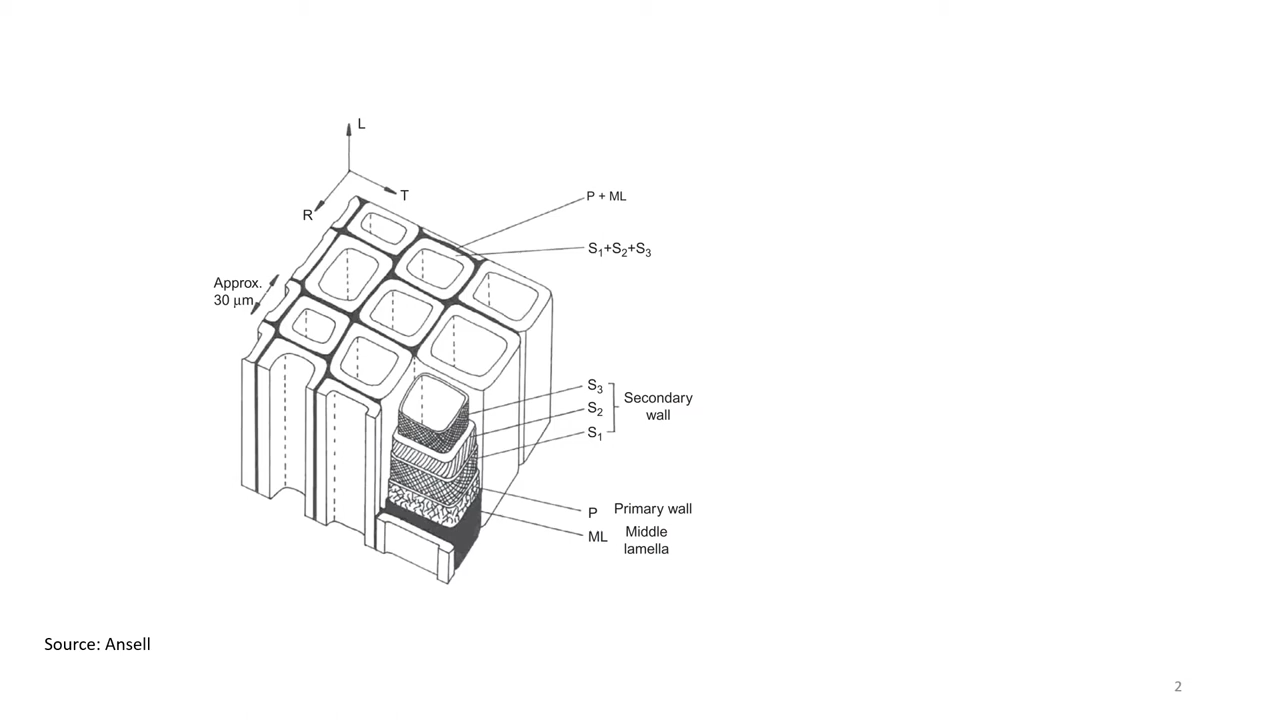 L
T
R
P + ML
S1+S2+S3
Approx.
30 μm
S3
S2
S1
Secondary
wall
P Primary wall
ML Middle
lamella
Source: Ansell
2